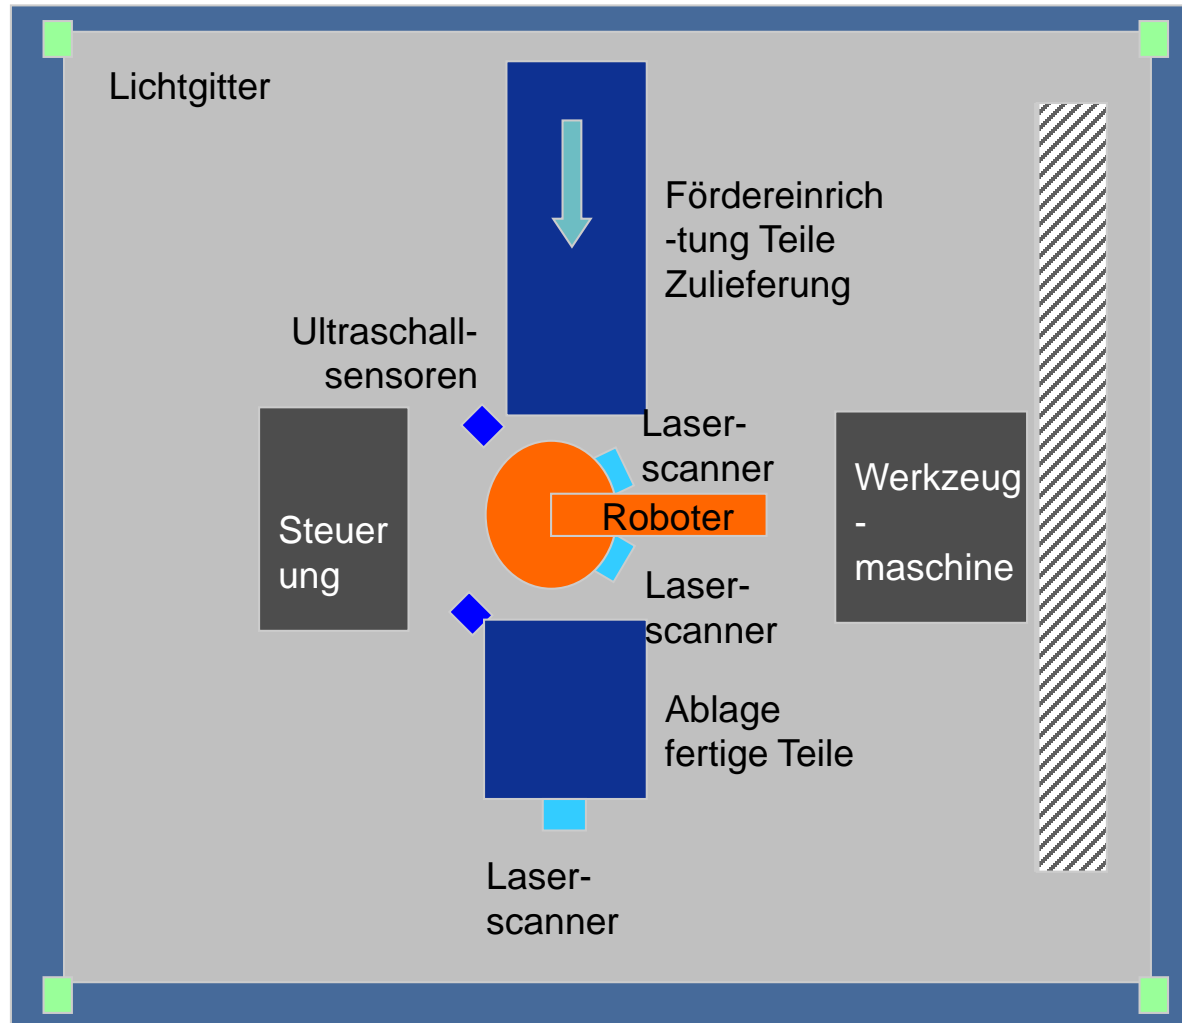 Lichtgitter
Fördereinrich
-tung Teile
Zulieferung
Ultraschall-
sensoren
Laser-
scanner
Werkzeug
-
maschine
Roboter
Steuer
ung
Laser-
scanner
Ablage
fertige Teile
Laser-
scanner